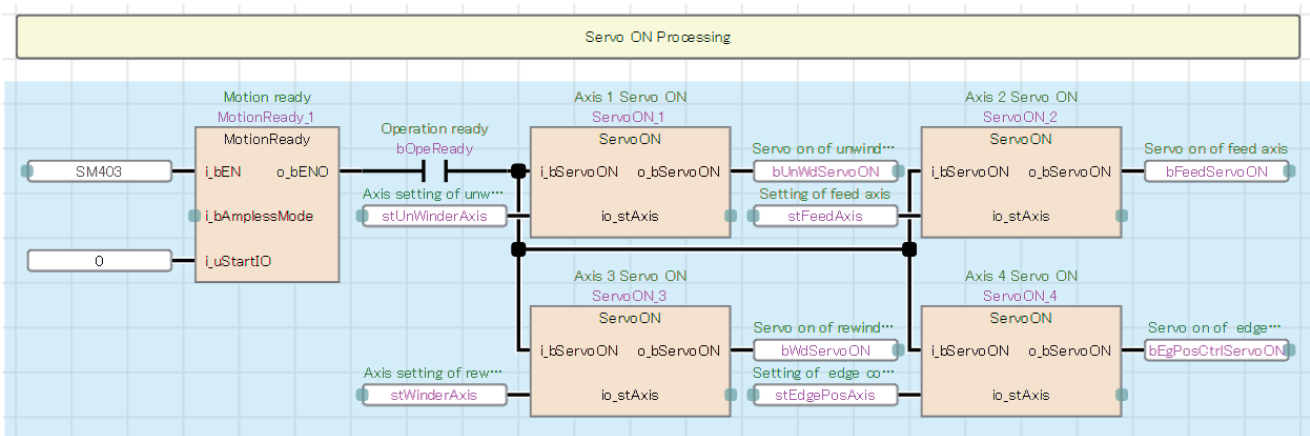 Servo ON Processing
Motion ready
MotionReady_1
MotionReady
SM403
i_bEN
o_bENO
i_bAmplessMode
0
i_uStartIO
Operation ready
bOpeReady
Axis setting of unw…
stUnWinderAxis
Axis 1 Servo ON
ServoON_1
ServoON
i_bServoON
o_bServoON
io_stAxis
Servo on of unwind…
bUnWdServoON
Setting of feed axis
stFeedAxis
Axis 2 Servo ON
ServoON_2
ServoON
i_bServoON
o_bServoON
io_stAxis
Servo on of feed axis
bFeedServoON
Axis 3 Servo ON
ServoON_3
ServoON
i_bServoON
o_bServoON
io_stAxis
Axis setting of rew…
stWinderAxis
Servo on of rewind…
bWdServoON
Setting of edge co…
stEdgePosAxis
Axis 4 Servo ON
ServoON_4
ServoON
i_bServoON
o_bServoON
io_stAxis
Servo on of edge…
bEgPosCtrlServoON